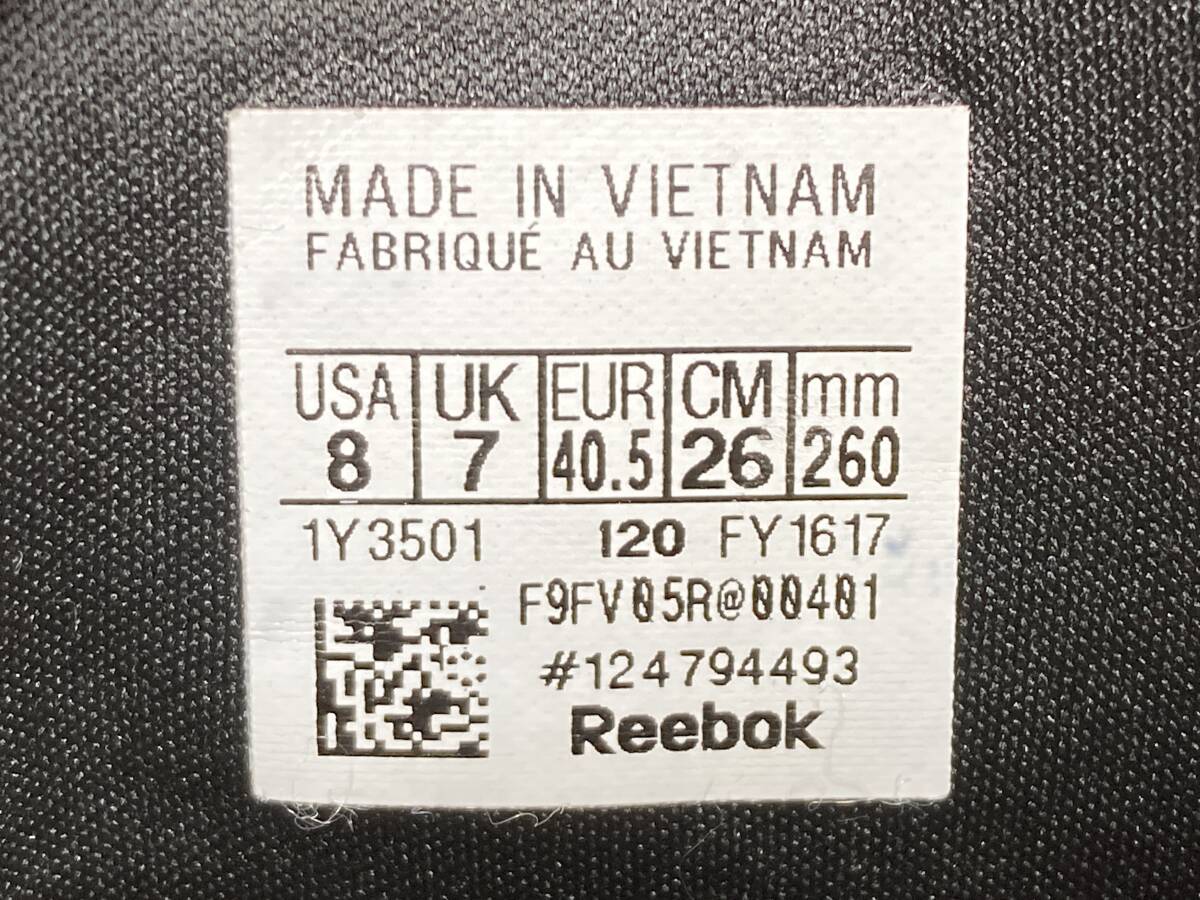 MADE IN VIETNAM
FABRIQUÉ AU VIETNAM
USA UK EUR CM mm
8 7 40.5 26 260
1Y3501 120 FY1617
F9FV05R@00401
#124794493
Reebok